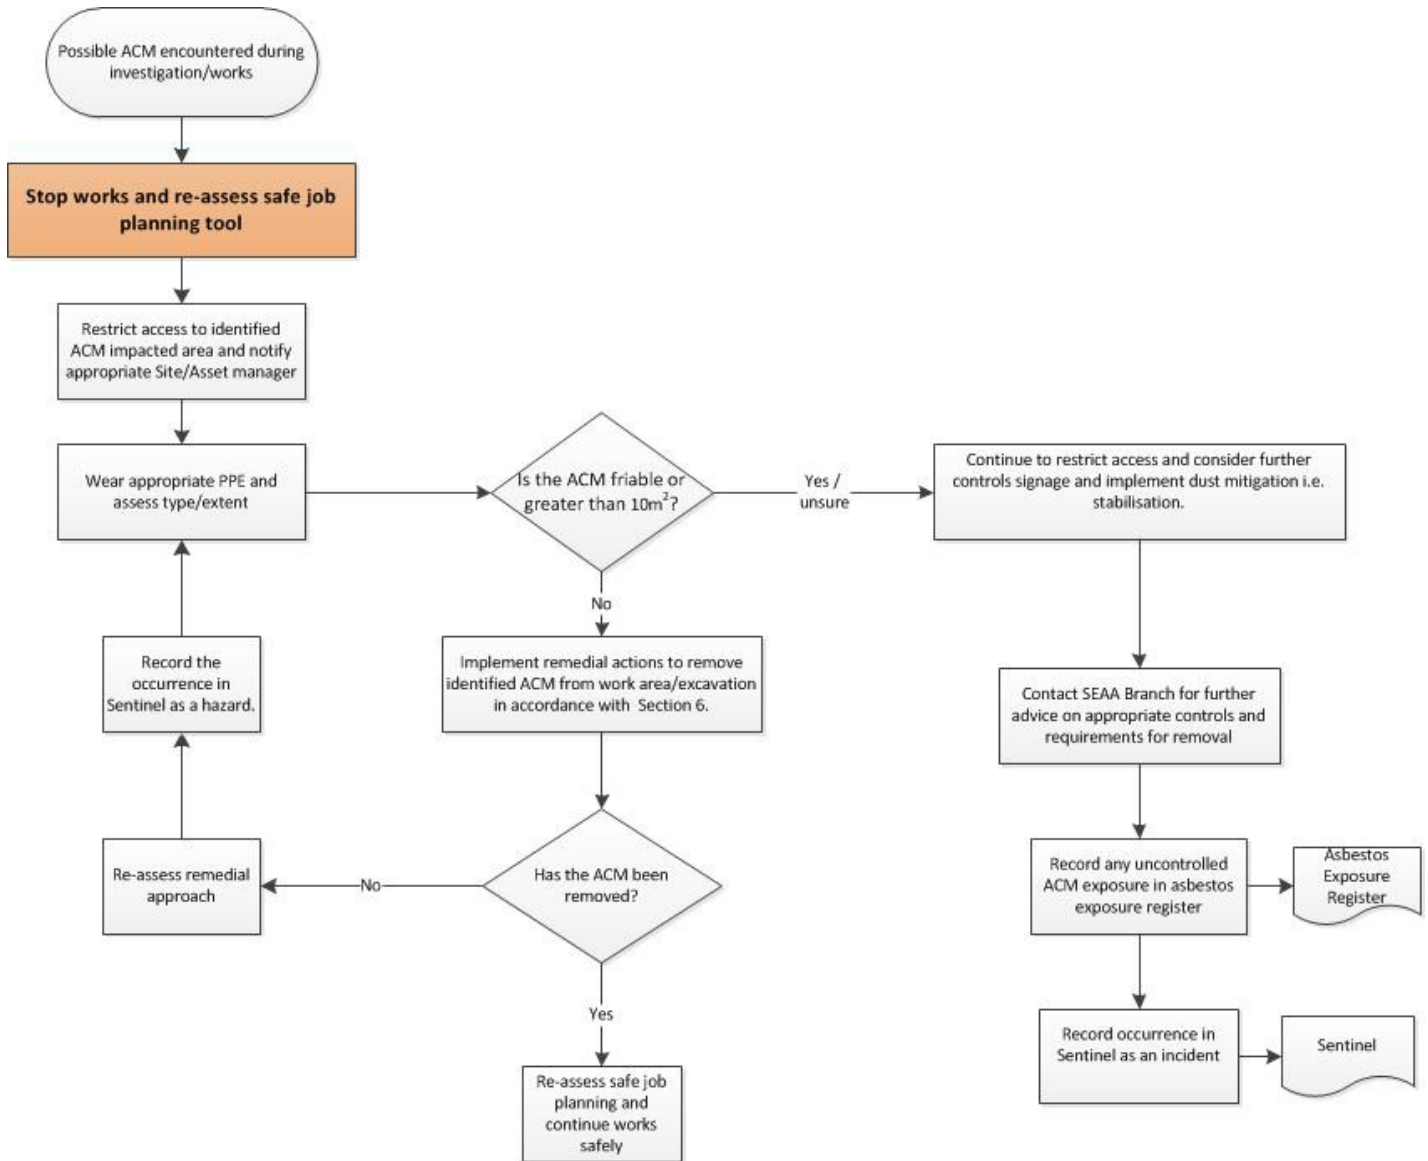 Possible ACM encountered during
investigation/works
Stop works and re-assess safe job
planning tool
Restrict access to identified
ACM impacted area and notify
appropriate Site/Asset manager
Wear appropriate PPE and
assess type/extent
Is the ACM friable or
greater than 10m²?
Yes /
unsure
Continue to restrict access and consider further
controls signage and implement dust mitigation i.e.
stabilisation.
No
Record the
occurrence in
Sentinel as a hazard.
Implement remedial actions to remove
identified ACM from work area/excavation
in accordance with Section 6.
Contact SEAA Branch for further
advice on appropriate controls and
requirements for removal
Re-assess remedial
approach
No
Has the ACM been
removed?
Record any uncontrolled
ACM exposure in asbestos
exposure register
Asbestos
Exposure
Register
Yes
Record occurrence in
Sentinel as an incident
Sentinel
Re-assess safe job
planning and
continue works
safely